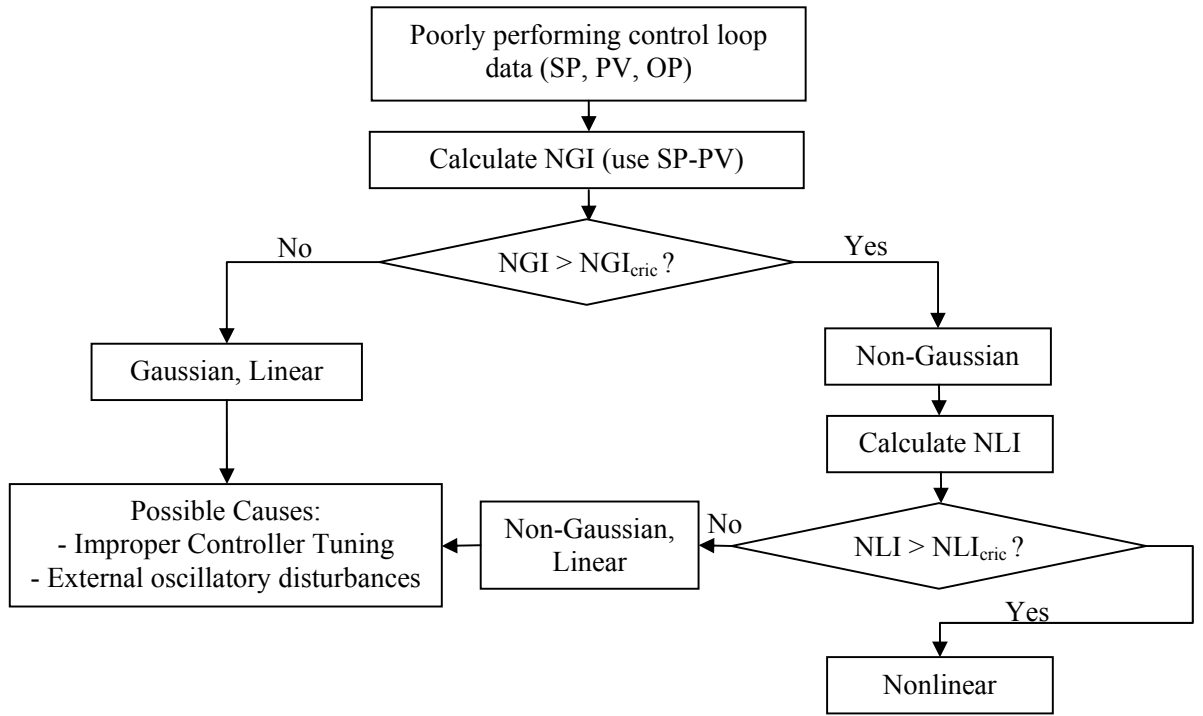 Poorly performing control loop
data (SP, PV, OP)
Calculate NGI (use SP-PV)
No
NGI > NGIcric ?
Yes
Gaussian, Linear
Non-Gaussian
Calculate NLI
Possible Causes:
- Improper Controller Tuning
- External oscillatory disturbances
Non-Gaussian,
Linear
No
NLI > NLIcric ?
Yes
Nonlinear